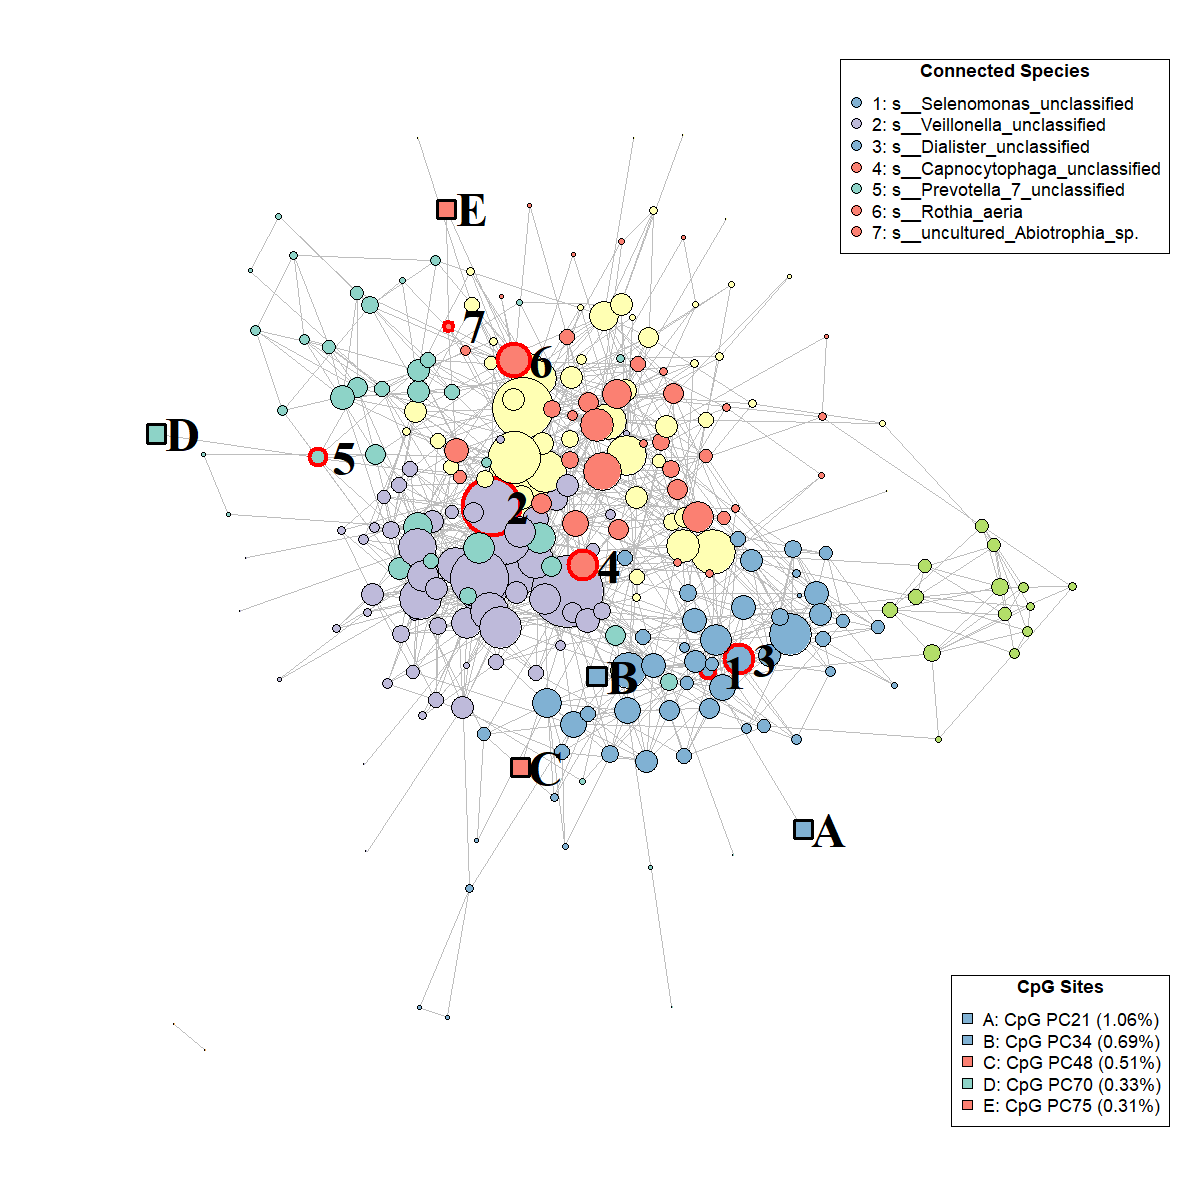 Connected Species
1: s__Selenomonas_unclassified
2: s__Veillonella_unclassified
3: s__Dialister_unclassified
4: s__Capnocytophaga_unclassified
5: s__Prevotella_7_unclassified
6: s__Rothia_aeria
7: s__uncultured_Abiotrophia_sp.
E
7
6
D
5
2
4
B
1
3
C
A
CpG Sites
A: CpG PC21 (1.06%)
B: CpG PC34 (0.69%)
C: CpG PC48 (0.51%)
D: CpG PC70 (0.33%)
E: CpG PC75 (0.31%)